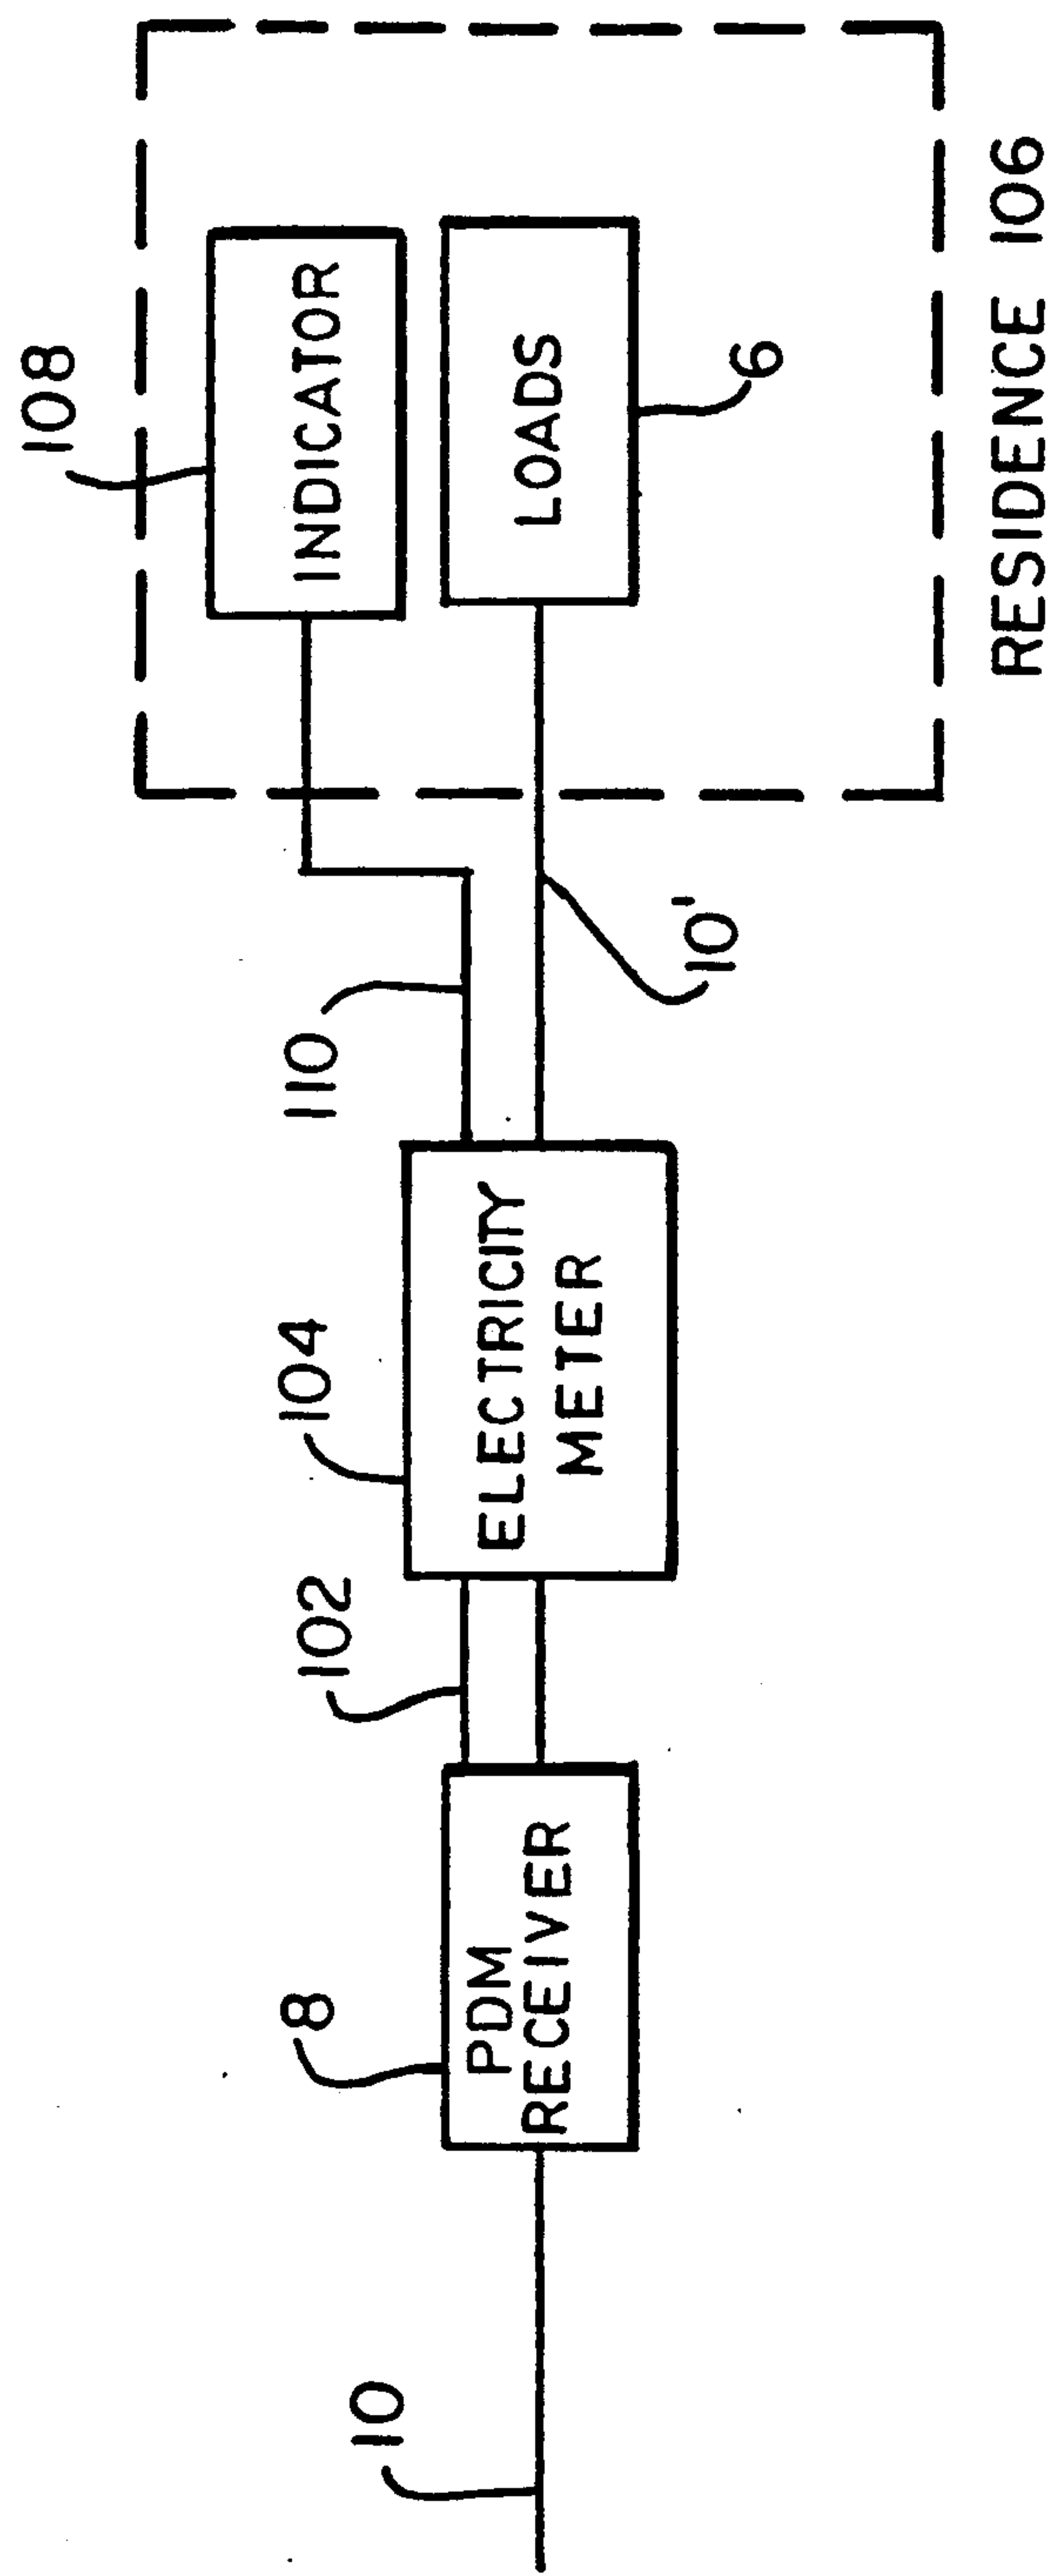 108
INDICATOR
LOADS
6
RESIDENCE 106
110
10'
104
ELECTRICITY
METER
102
8
PDM
RECEIVER
10